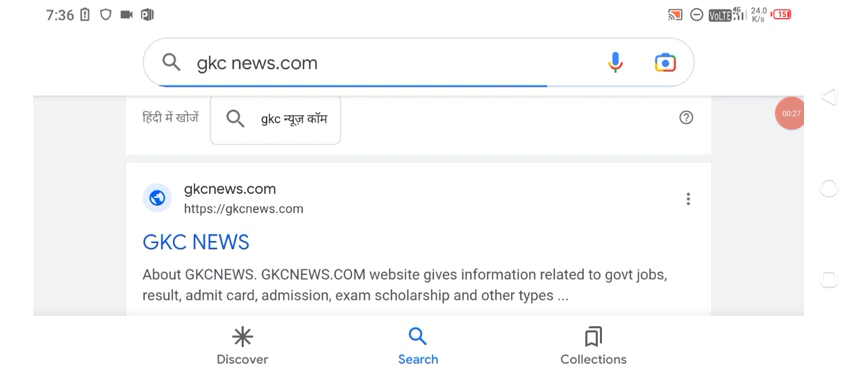 7:36
VoLTE 4G 24.0 K/s 15
gkc news.com
हिंदी में खोजें gkc न्यूज़ कॉम
00:27
gkcnews.com
https://gkcnews.com
GKC NEWS
About GKCNEWS. GKCNEWS.COM website gives information related to govt jobs,
result, admit card, admission, exam scholarship and other types ...
Discover Search Collections